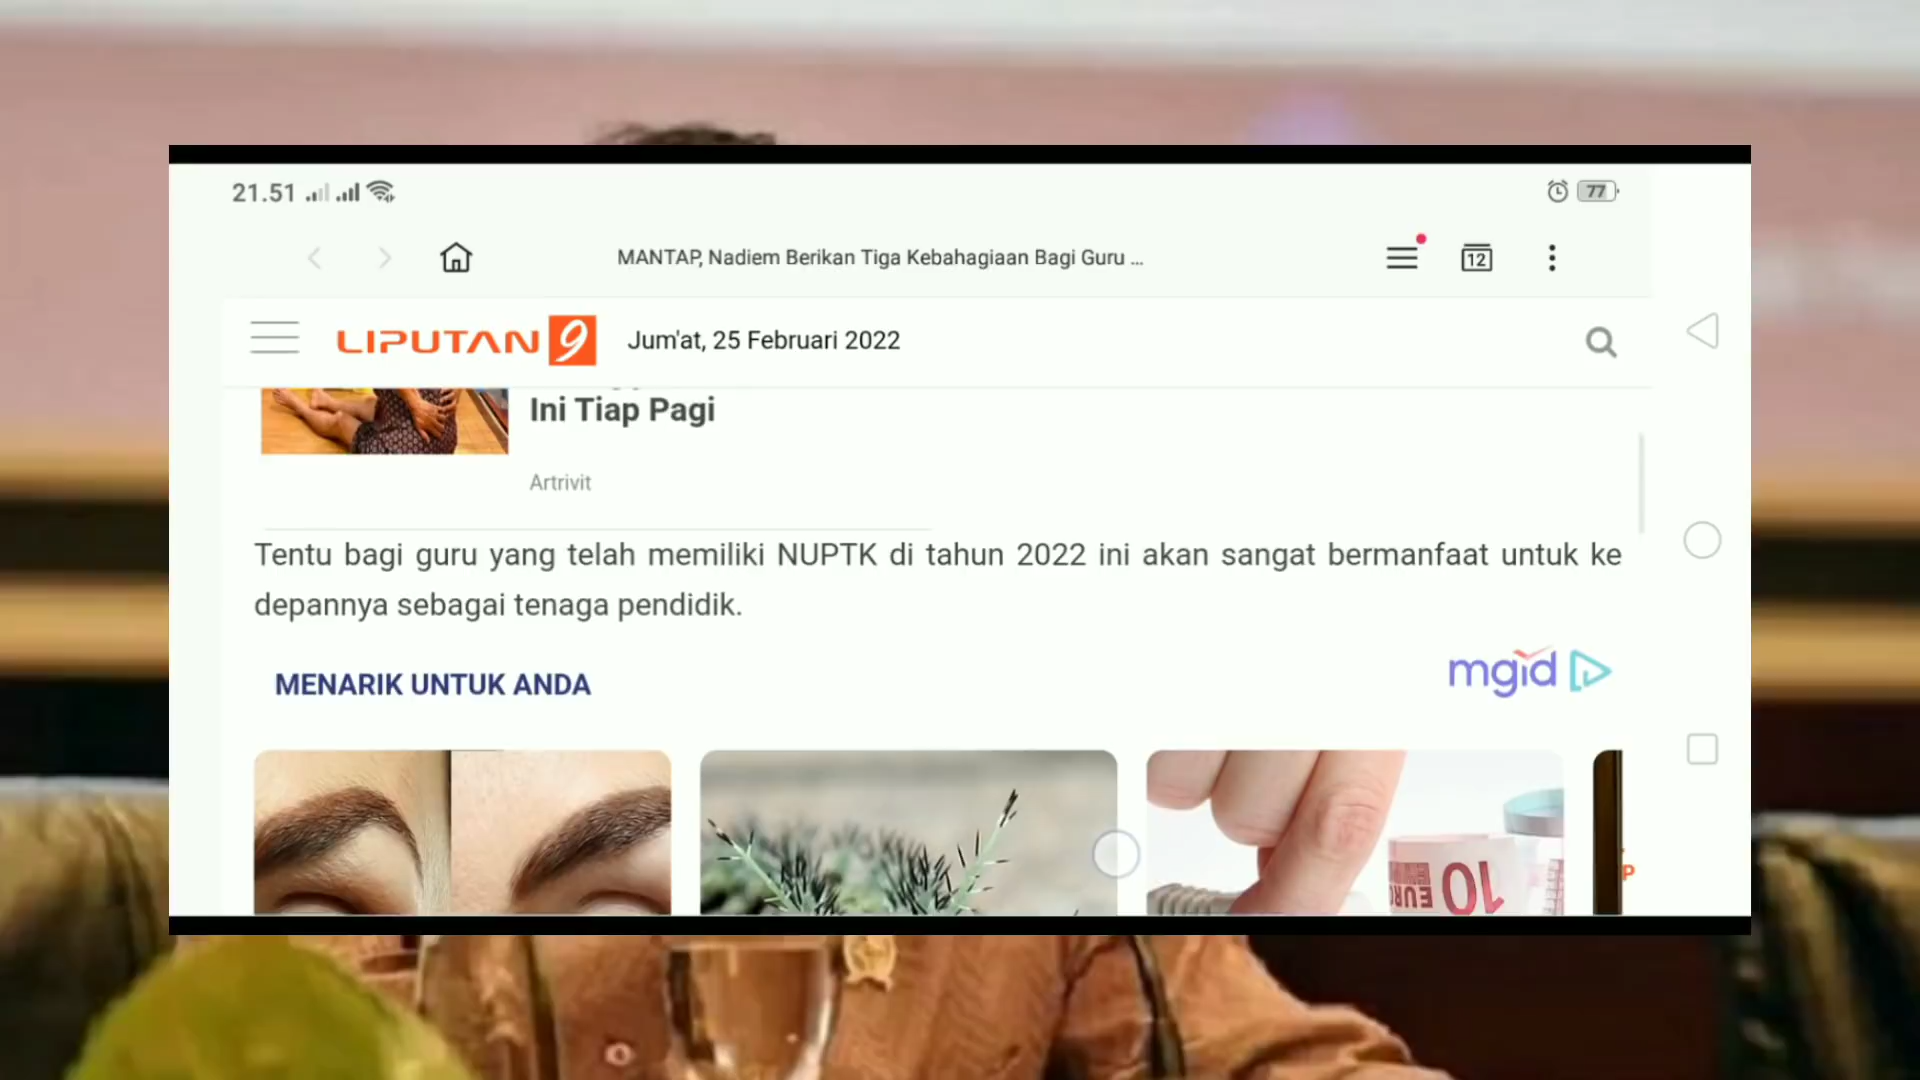 21.51
77
MANTAP, Nadiem Berikan Tiga Kebahagiaan Bagi Guru ...
12
LIPUTAN 9
Jum'at, 25 Februari 2022
Ini Tiap Pagi
Artrivit
Tentu bagi guru yang telah memiliki NUPTK di tahun 2022 ini akan sangat bermanfaat untuk ke
depannya sebagai tenaga pendidik.
MENARIK UNTUK ANDA
mgid
10 EURO